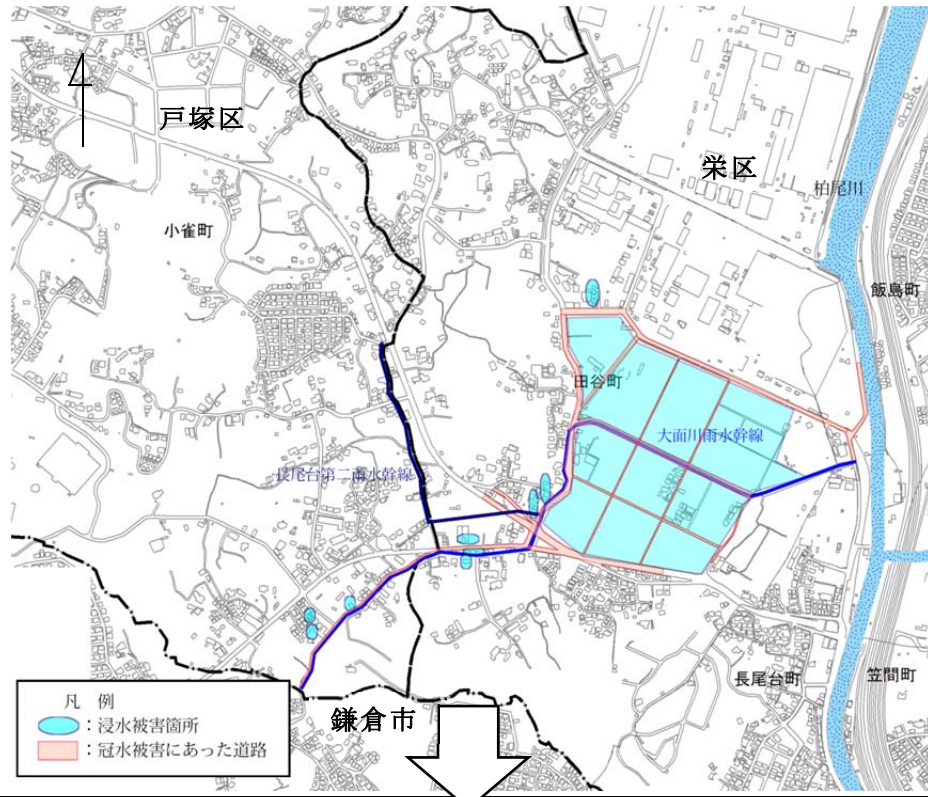 戸塚区
栄区
柏尾川
小雀町
飯島町
田谷町
大面川雨水幹線
長尾台第二雨水幹線
長尾台町
笠間町
鎌倉市
凡 例
：浸水被害箇所
：冠水被害にあった道路